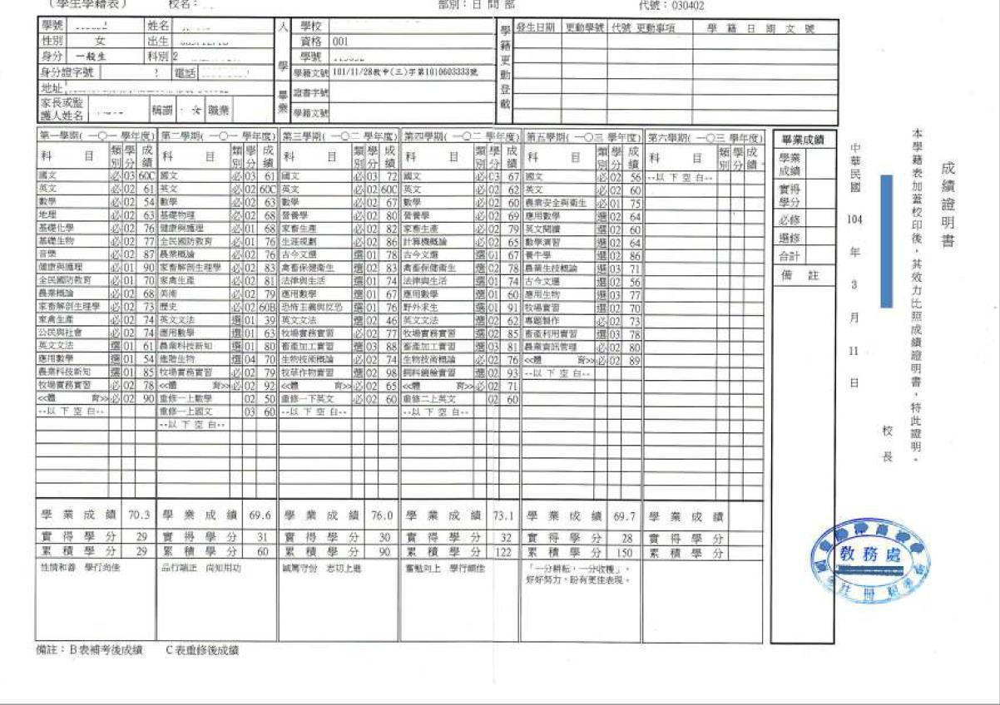 (學生學籍表) 校名： 部別：日間部 代號：030402
學號 姓名
性別 女 出生
身分 一般生 科別 2
身分證字號 電話
地址
家長或監護人姓名 稱謂 女 職業
入學 學校
資格 001
學號
學籍文號 101/11/28教中(三)字第1010603333號
畢業 證書字號
學籍文號
學籍更動登載 發生日期 更動學號 代號 更動事項 學籍日期文號
第一學期(一〇一學年度)
科目 類別 學分 成績
國文 必 03 60C
英文 必 02 61
數學 必 02 54
地理 必 02 63
基礎化學 必 02 76
基礎生物 必 02 77
音樂 必 02 87
健康與護理 必 01 90
全民國防教育 必 01 70
農業概論 必 02 68
家畜解剖生理學 必 02 73
家禽生產 必 02 74
公民與社會 必 02 74
英文文法 選 01 61
應用數學 選 01 54
農業科技新知 選 01 85
牧場實務實習 必 02 78
<<體 育>> 必 02 90
--以下空白--
學業成績 70.3
實得學分 29
累積學分 29
性情和善 學行尚佳
第二學期(一〇一學年度)
科目 類別 學分 成績
國文 必 03 61
英文 必 02 60C
數學 必 02 63
基礎物理 必 02 68
健康與護理 必 01 68
全民國防教育 必 01 76
農業概論 必 02 76
家畜解剖生理學 必 02 83
家禽生產 必 02 81
美術 必 02 79
歷史 必 02 60B
英文文法 選 01 39
應用數學 選 01 63
農業科技新知 選 01 80
進階生物 選 04 70
牧場實務實習 必 02 79
<<體 育>> 必 02 92
重修一上數學 02 50
重修一上國文 03 60
--以下空白--
學業成績 69.6
實得學分 31
累積學分 60
品行端正 尚知用功
第三學期(一〇二學年度)
科目 類別 學分 成績
國文 必 03 72
英文 必 02 60C
數學 必 02 67
營養學 必 02 80
家畜生產 必 02 82
生涯規劃 必 02 86
古今文選 選 01 78
禽畜保健衛生 選 02 83
法律與生活 選 01 74
應用數學 選 01 67
恐怖主義與反恐 選 01 76
英文文法 選 02 46
牧場實務實習 必 02 77
畜產加工實習 選 03 88
生物技術概論 必 02 74
牧草作物實習 選 02 98
<<體 育>> 必 02 65
重修一下英文 必 02 60
--以下空白--
學業成績 76.0
實得學分 30
累積學分 90
誠篤守份 志切上進
第四學期(一〇二學年度)
科目 類別 學分 成績
國文 必 03 67
英文 必 02 62
數學 必 02 60
營養學 必 02 69
家畜生產 必 02 79
計算機概論 必 02 65
古今文選 選 01 67
禽畜保健衛生 選 02 78
法律與生活 選 01 74
應用數學 選 01 60
野外求生 選 01 91
英文文法 選 02 62
牧場實務實習 必 02 85
畜產加工實習 選 03 81
生物技術概論 必 02 76
飼料鏡檢實習 選 02 93
<<體 育>> 必 02 71
重修二上英文 02 60
--以下空白--
學業成績 73.1
實得學分 32
累積學分 122
奮勉向上 學行頗佳
第五學期(一〇三學年度)
科目 類別 學分 成績
國文 必 02 56
英文 必 02 60
農業安全與衛生 必 01 75
應用數學 選 02 64
英文閱讀 選 02 60
數學演習 選 02 64
養牛學 選 02 86
農業生技概論 選 03 71
古今文選 選 02 56
應用生物 選 03 77
牧場實習 選 02 70
專題製作 必 02 73
畜產利用實習 選 03 78
農業資訊管理 必 02 80
<<體 育>> 必 02 89
--以下空白--
學業成績 69.7
實得學分 28
累積學分 150
「一分耕耘，一分收穫」，
好好努力，盼有更佳表現。
第六學期(一〇三學年度)
科目 類別 學分 成績
--以下空白--
學業成績
實得學分
累積學分
畢業成績
學業成績
實得學分
必修
選修
合計
備註
成績證明書
本學籍表加蓋校印後，其效力比照成績證明書，特此證明。
校長
中華民國 104 年 3 月 11 日
教務處
備註：B表補考後成績 C表重修後成績